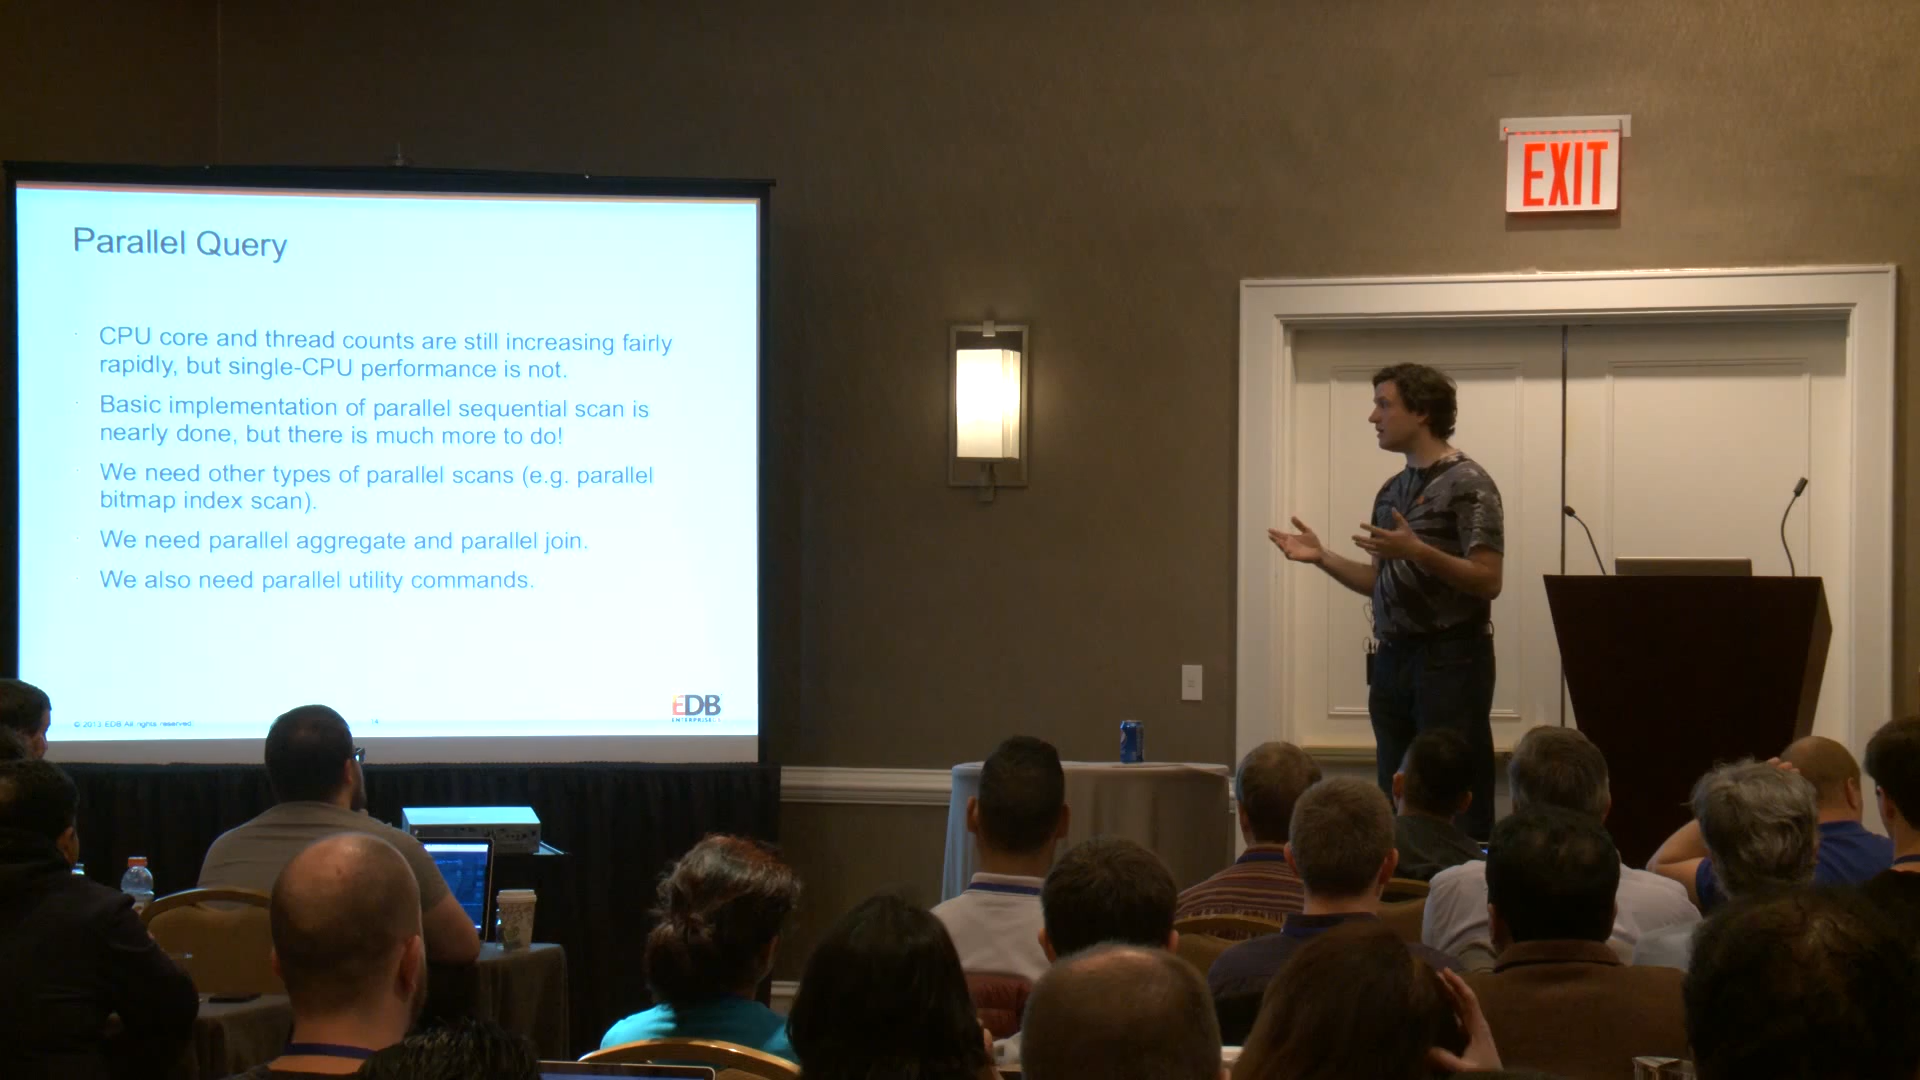 Parallel Query
CPU core and thread counts are still increasing fairly
rapidly, but single-CPU performance is not.
Basic implementation of parallel sequential scan is
nearly done, but there is much more to do!
We need other types of parallel scans (e.g. parallel
bitmap index scan).
We need parallel aggregate and parallel join.
We also need parallel utility commands.
EDB
EXIT